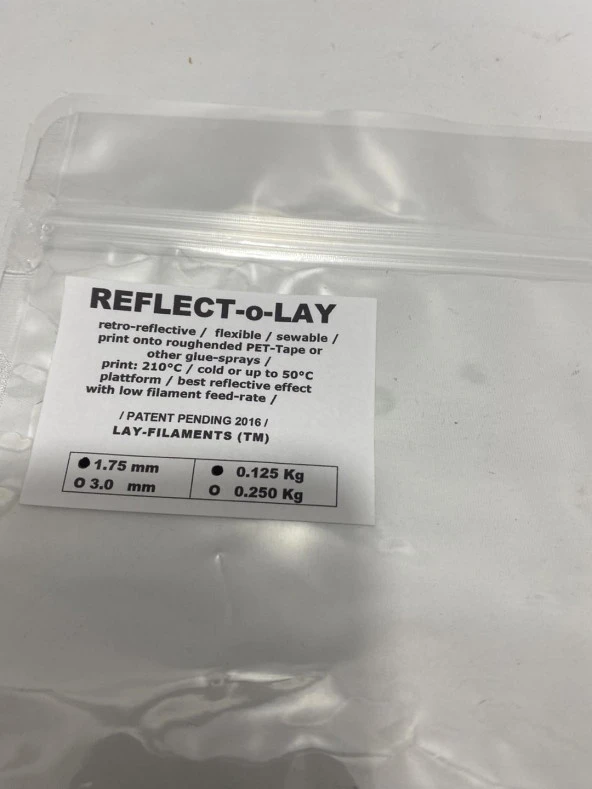 REFLECT-o-LAY
retro-reflective / flexible / sewable /
print onto roughended PET-Tape or
other glue-sprays /
print: 210°C / cold or up to 50°C
plattform / best reflective effect
with low filament feed-rate /
/ PATENT PENDING 2016 /
LAY-FILAMENTS (TM)
● 1.75 mm ● 0.125 Kg
O 3.0 mm O 0.250 Kg